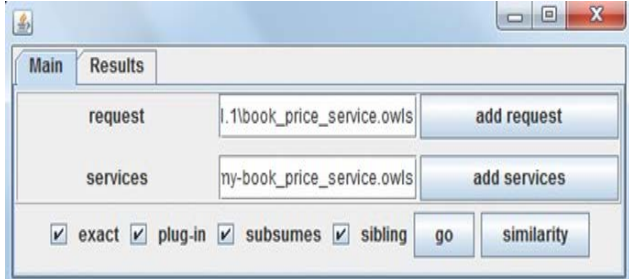 Main Results
request l.1\book_price_service.owls add request
services ny-book_price_service.owls add services
exact plug-in subsumes sibling go similarity